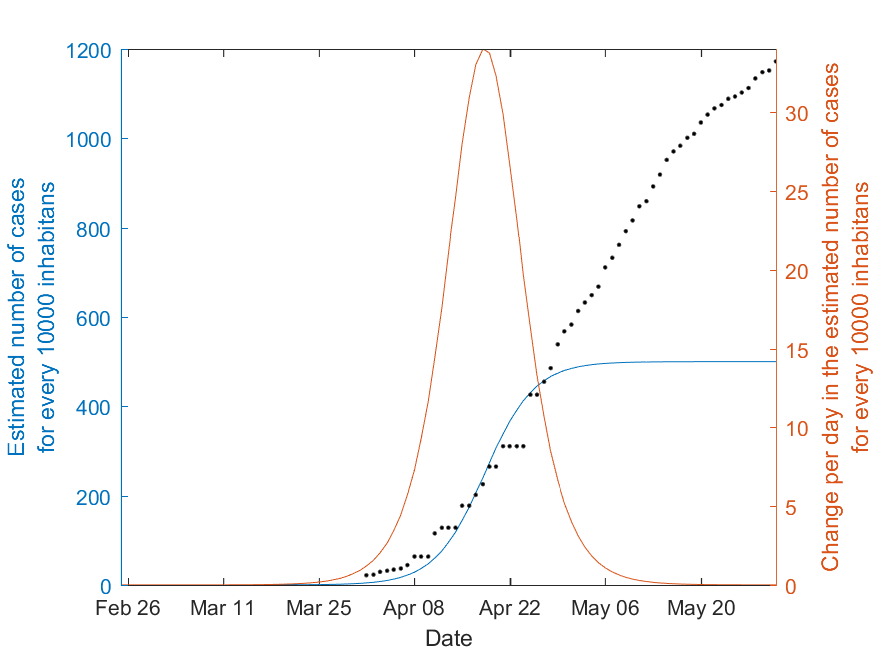 1200
1000
800
600
400
200
0
Estimated number of cases
for every 10000 inhabitans
30
25
20
15
10
5
0
Change per day in the estimated number of cases
for every 10000 inhabitans
Feb 26
Mar 11
Mar 25
Apr 08
Apr 22
May 06
May 20
Date